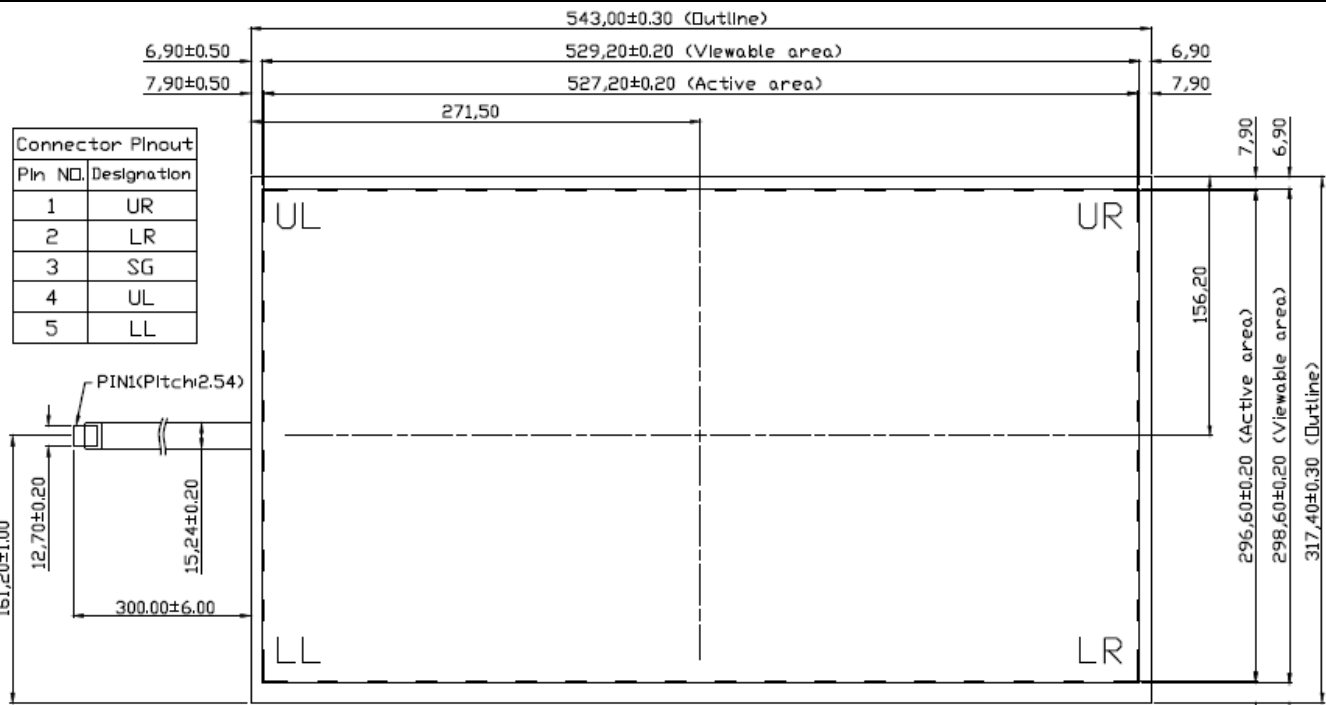 543,00±0.30 (Outline)
6,90±0.50
529,20±0.20 (Viewable area)
6,90
7,90±0.50
527,20±0.20 (Active area)
7,90
271,50
7,90
6,90
Connector Pinout
Pin NO. Designation
1 UR
2 LR
3 SG
4 UL
5 LL
UL
UR
156,20
PIN1(Pitch:2.54)
12,70±0.20
15,24±0.20
161,20±1.00
300.00±6.00
296,60±0.20 (Active area)
298,60±0.20 (Viewable area)
317,40±0.30 (Outline)
LL
LR